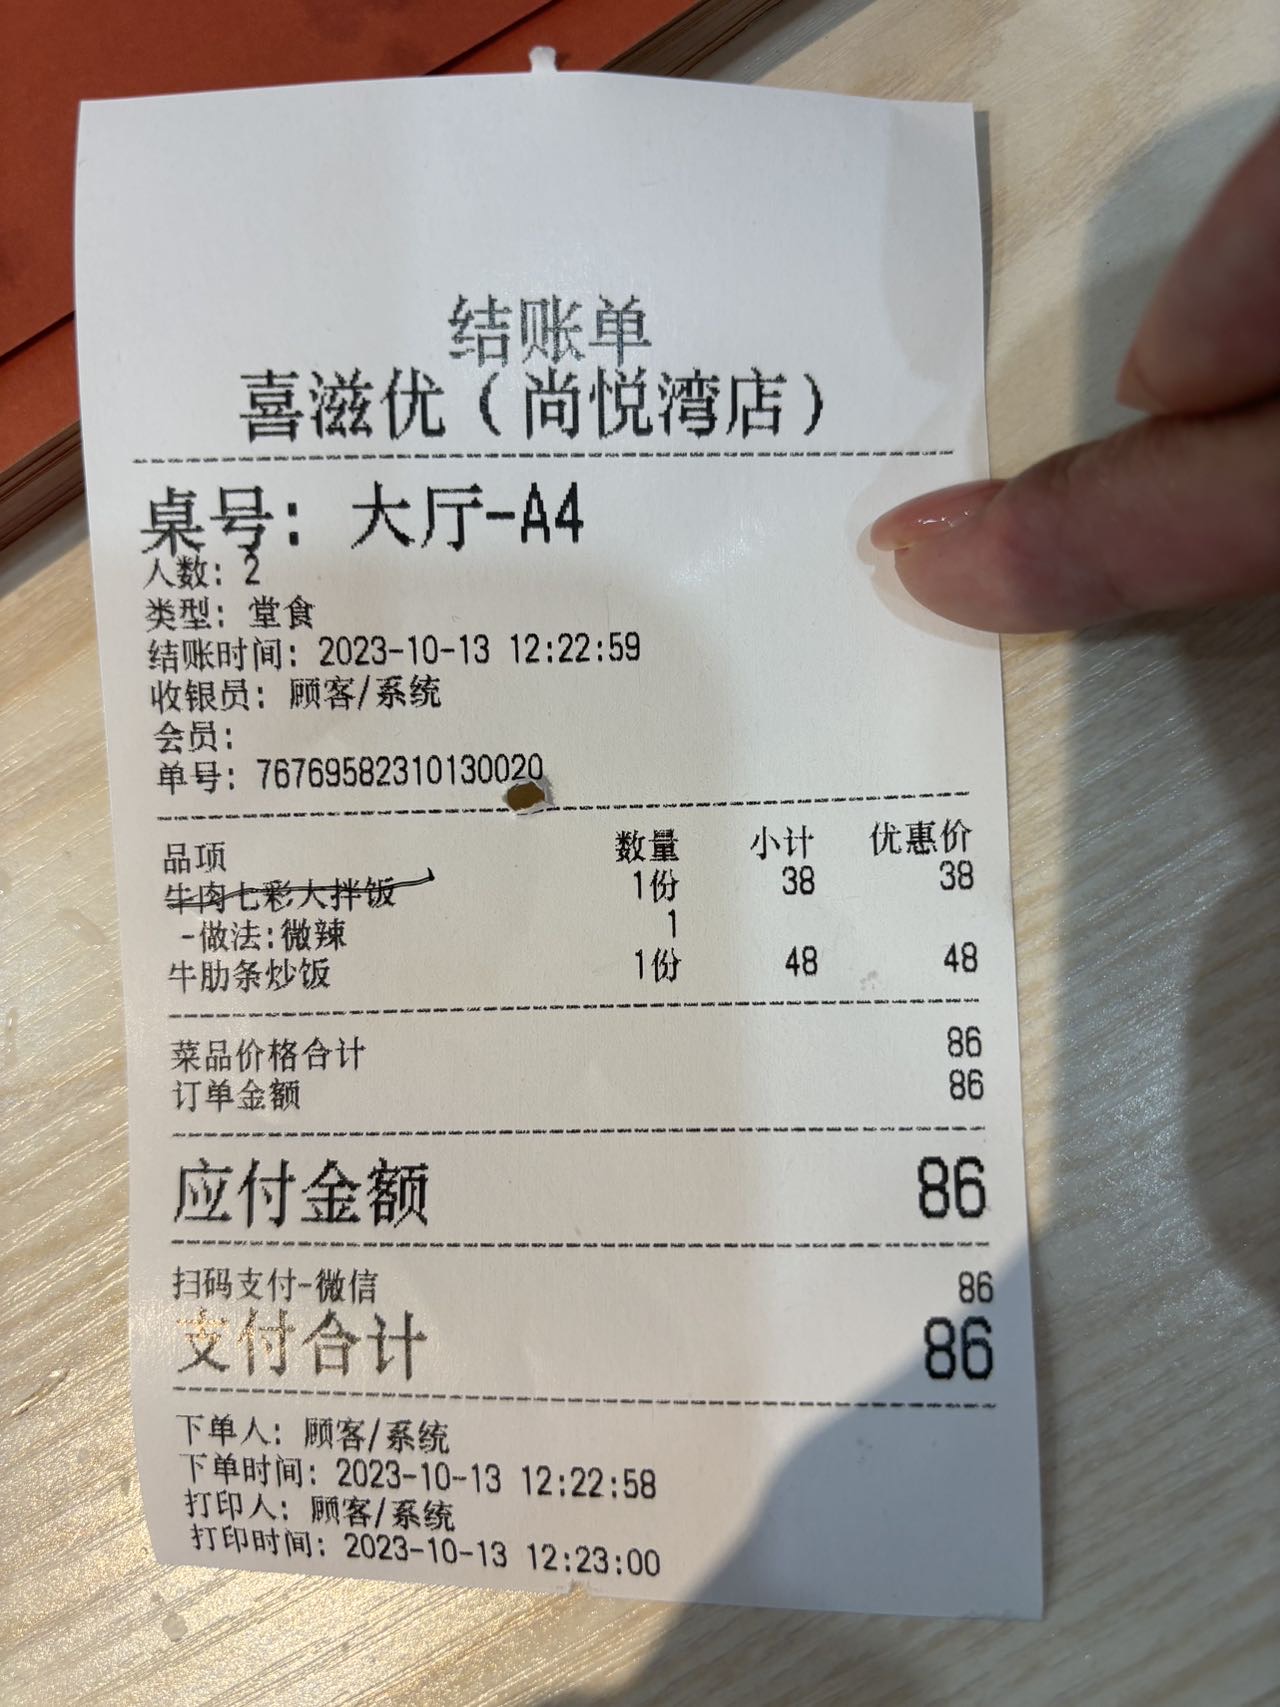 结账单
喜滋优（尚悦湾店）
桌号：大厅-A4
人数：2
类型：堂食
结账时间：2023-10-13 12:22:59
收银员：顾客/系统
会员：
单号：76769582310130020
品项 数量 小计 优惠价
牛肉七彩大拌饭 1份 38 38
-做法:微辣 1
牛肋条炒饭 1份 48 48
菜品价格合计 86
订单金额 86
应付金额 86
扫码支付-微信 86
支付合计 86
下单人：顾客/系统
下单时间：2023-10-13 12:22:58
打印人：顾客/系统
打印时间：2023-10-13 12:23:00